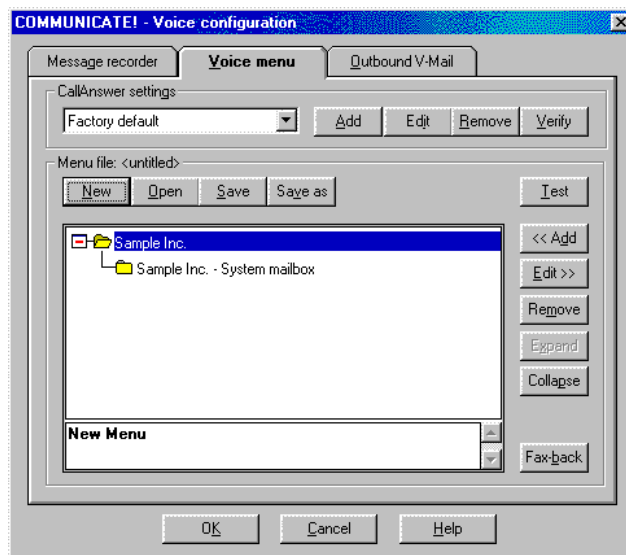 COMMUNICATE! - Voice configuration
Message recorder Voice menu Outbound V-Mail
CallAnswer settings
Factory default Add Edit Remove Verify
Menu file: <untitled>
New Open Save Save as Test
Sample Inc. << Add
Sample Inc. - System mailbox Edit >>
Remove
Expand
Collapse
New Menu
Fax-back
OK Cancel Help